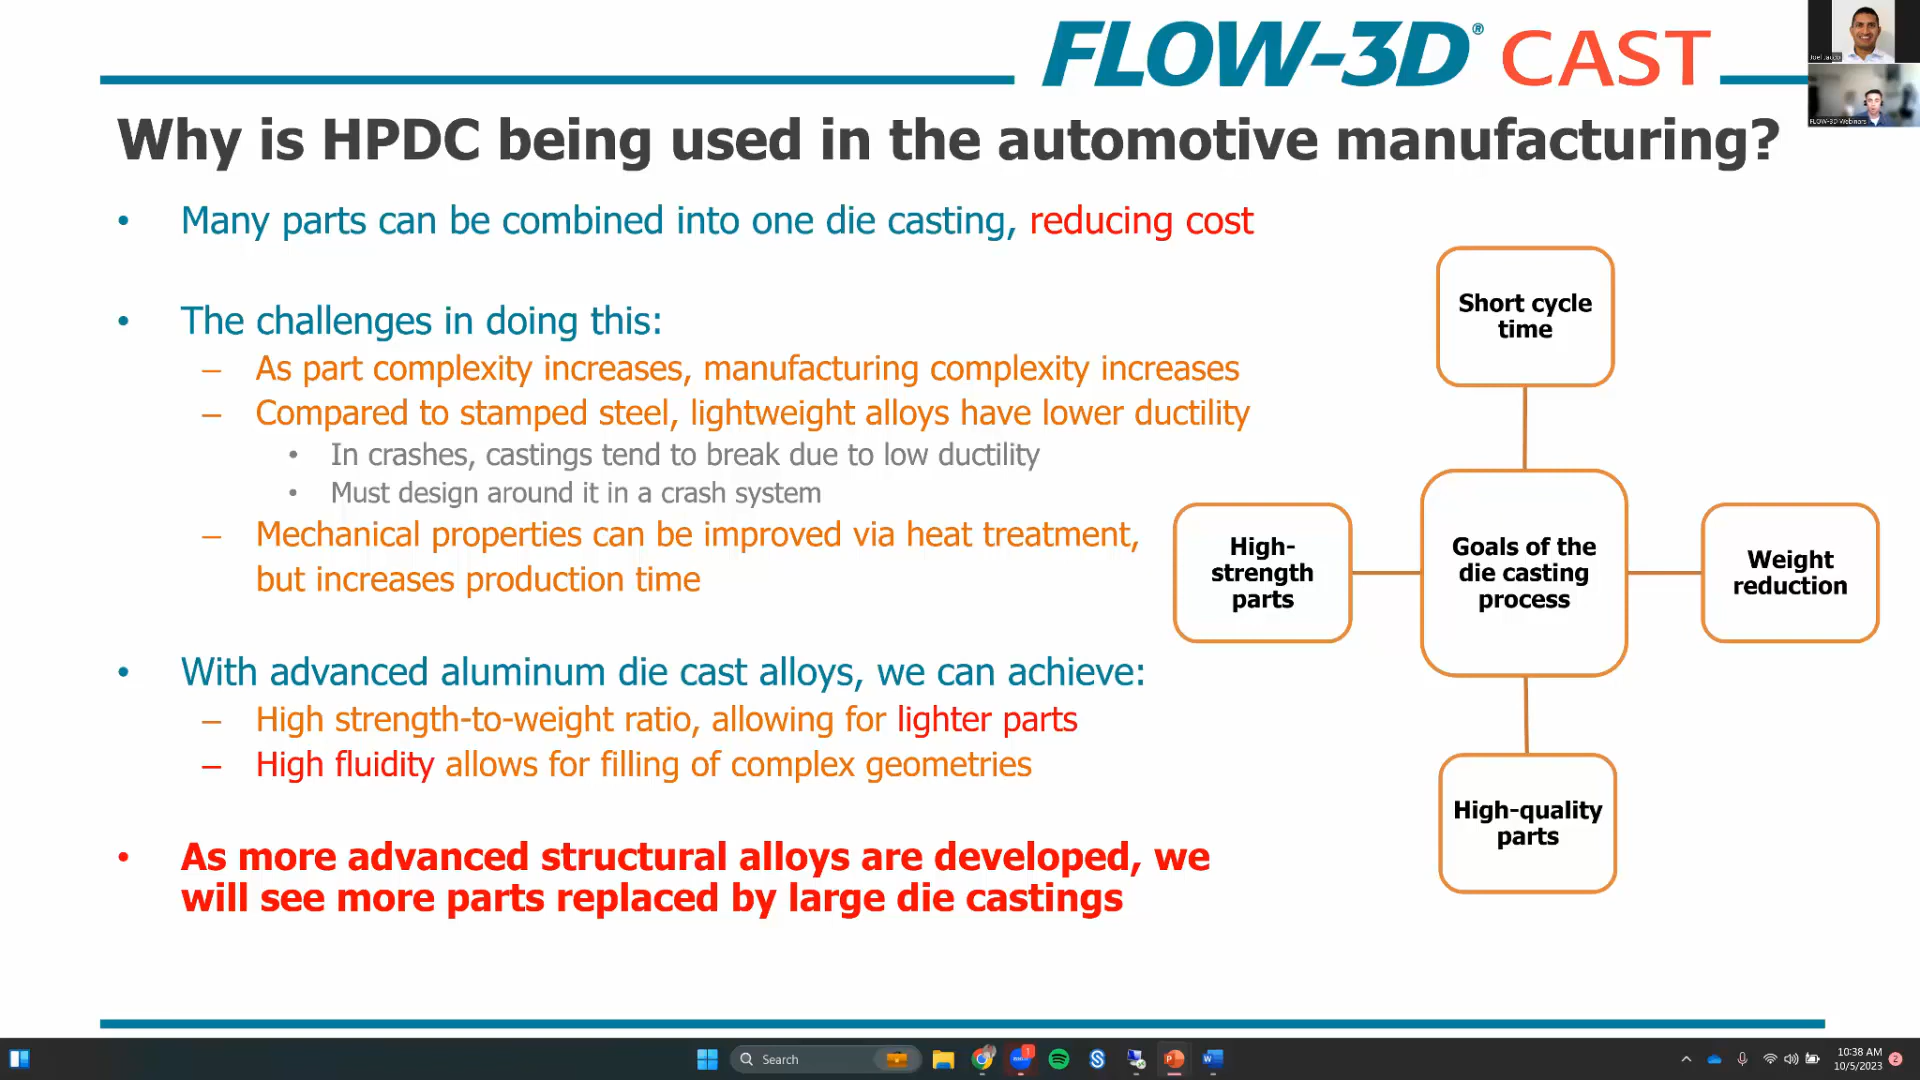 FLOW-3D® CAST
Why is HPDC being used in the automotive manufacturing?
• Many parts can be combined into one die casting, reducing cost
• The challenges in doing this:
– As part complexity increases, manufacturing complexity increases
– Compared to stamped steel, lightweight alloys have lower ductility
• In crashes, castings tend to break due to low ductility
• Must design around it in a crash system
– Mechanical properties can be improved via heat treatment,
but increases production time
• With advanced aluminum die cast alloys, we can achieve:
– High strength-to-weight ratio, allowing for lighter parts
– High fluidity allows for filling of complex geometries
• As more advanced structural alloys are developed, we
will see more parts replaced by large die castings
Short cycle
time
High-
strength
parts
Goals of the
die casting
process
Weight
reduction
High-quality
parts
FLOW-3D Webinars
Search
1
10:38 AM
10/5/2023
2